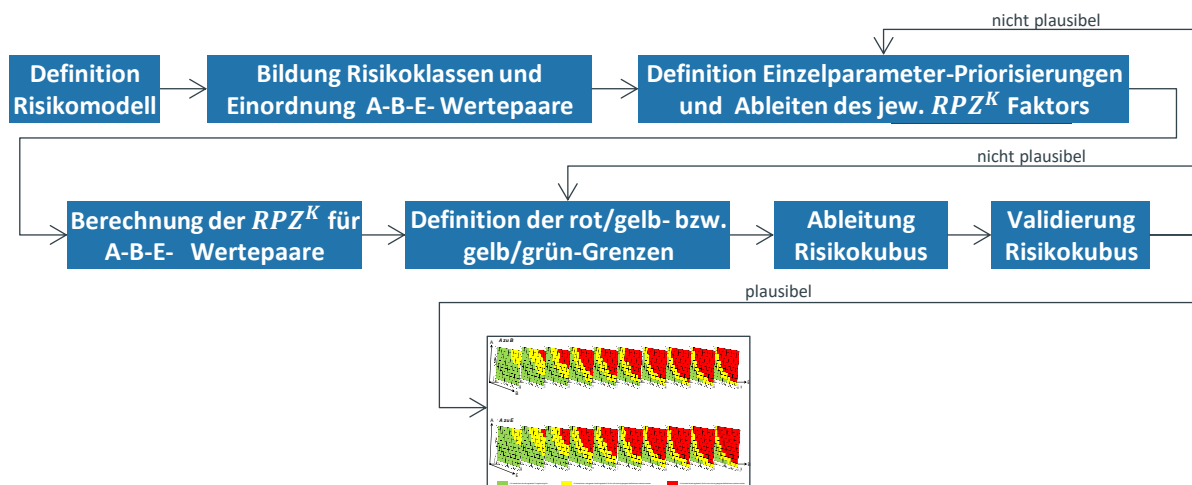 nicht plausibel
Definition
Risikomodell
Bildung Risikoklassen und
Einordnung A-B-E- Wertepaare
Definition Einzelparameter-Priorisierungen
und Ableiten des jew. RPZ^K Faktors
nicht plausibel
Berechnung der RPZ^K für
A-B-E- Wertepaare
Definition der rot/gelb- bzw.
gelb/grün-Grenzen
Ableitung
Risikokubus
Validierung
Risikokubus
plausibel
A
A zu B
B
E
A
A zu E